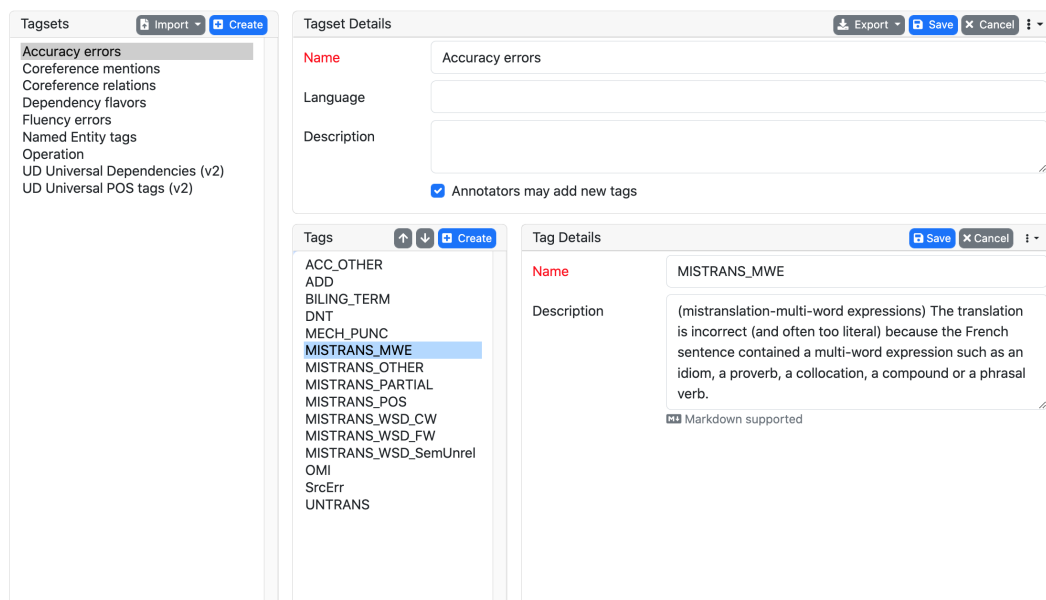 Tagsets Import Create
Accuracy errors
Coreference mentions
Coreference relations
Dependency flavors
Fluency errors
Named Entity tags
Operation
UD Universal Dependencies (v2)
UD Universal POS tags (v2)
Tagset Details Export Save Cancel
Name Accuracy errors
Language
Description
Annotators may add new tags
Tags Create
ACC_OTHER
ADD
BILING_TERM
DNT
MECH_PUNC
MISTRANS_MWE
MISTRANS_OTHER
MISTRANS_PARTIAL
MISTRANS_POS
MISTRANS_WSD_CW
MISTRANS_WSD_FW
MISTRANS_WSD_SemUnrel
OMI
SrcErr
UNTRANS
Tag Details Save Cancel
Name MISTRANS_MWE
Description (mistranslation-multi-word expressions) The translation
is incorrect (and often too literal) because the French
sentence contained a multi-word expression such as an
idiom, a proverb, a collocation, a compound or a phrasal
verb.
Markdown supported